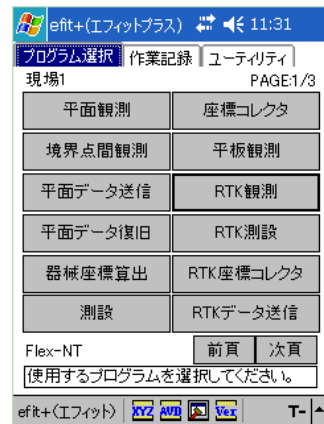 efit+(エフィットプラス) 11:31
プログラム選択 作業記録 ユーティリティ
現場1 PAGE:1/3
平面観測 座標コレクタ
境界点間観測 平板観測
平面データ送信 RTK観測
平面データ復旧 RTK測設
器械座標算出 RTK座標コレクタ
測設 RTKデータ送信
Flex-NT 前頁 次頁
使用するプログラムを選択してください。
efit+(エフィット) XYZ AVD Ver T-